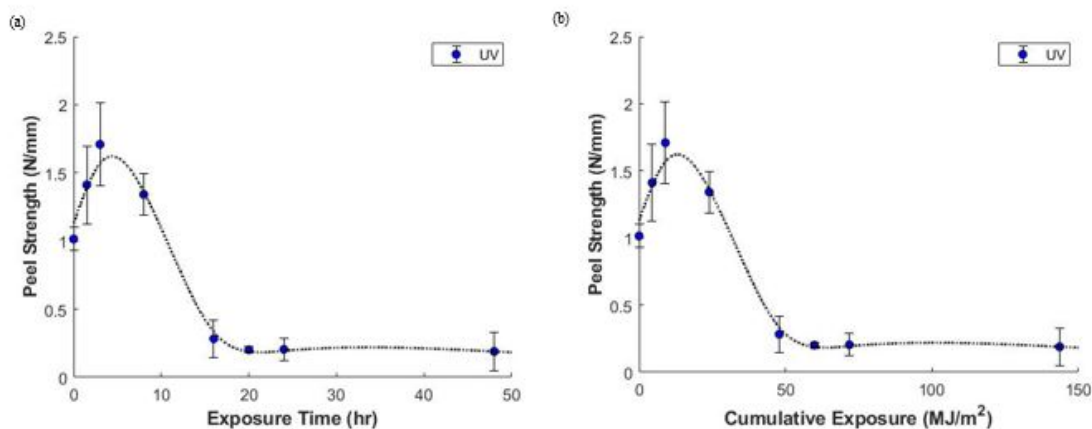 (a)
2.5
2
1.5
1
0.5
0
0
10
20
30
40
50
Peel Strength (N/mm)
Exposure Time (hr)
UV
(b)
2.5
2
1.5
1
0.5
0
0
50
100
150
Peel Strength (N/mm)
Cumulative Exposure (MJ/m²)
UV